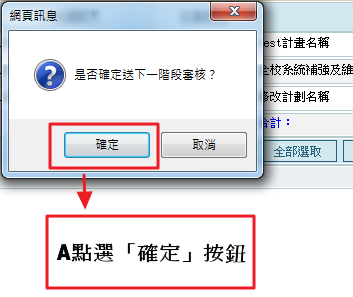 網頁訊息
est計畫名稱
是否確定送下一階段審核？
全校系統補強及維
修改計劃名稱
合計：
確定
取消
全部選取
A點選「確定」按鈕